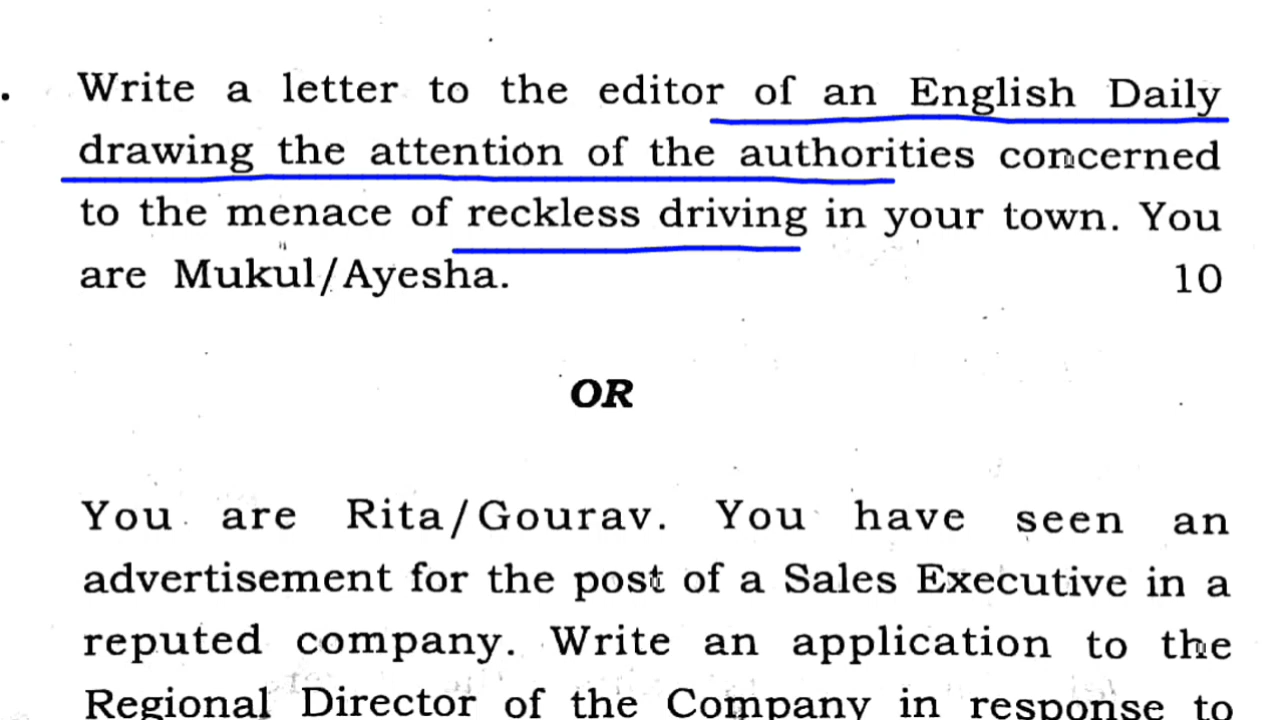 . Write a letter to the editor of an English Daily
drawing the attention of the authorities concerned
to the menace of reckless driving in your town. You
are Mukul/Ayesha. 10
OR
You are Rita/Gourav. You have seen an
advertisement for the post of a Sales Executive in a
reputed company. Write an application to the
Regional Director of the Company in response to